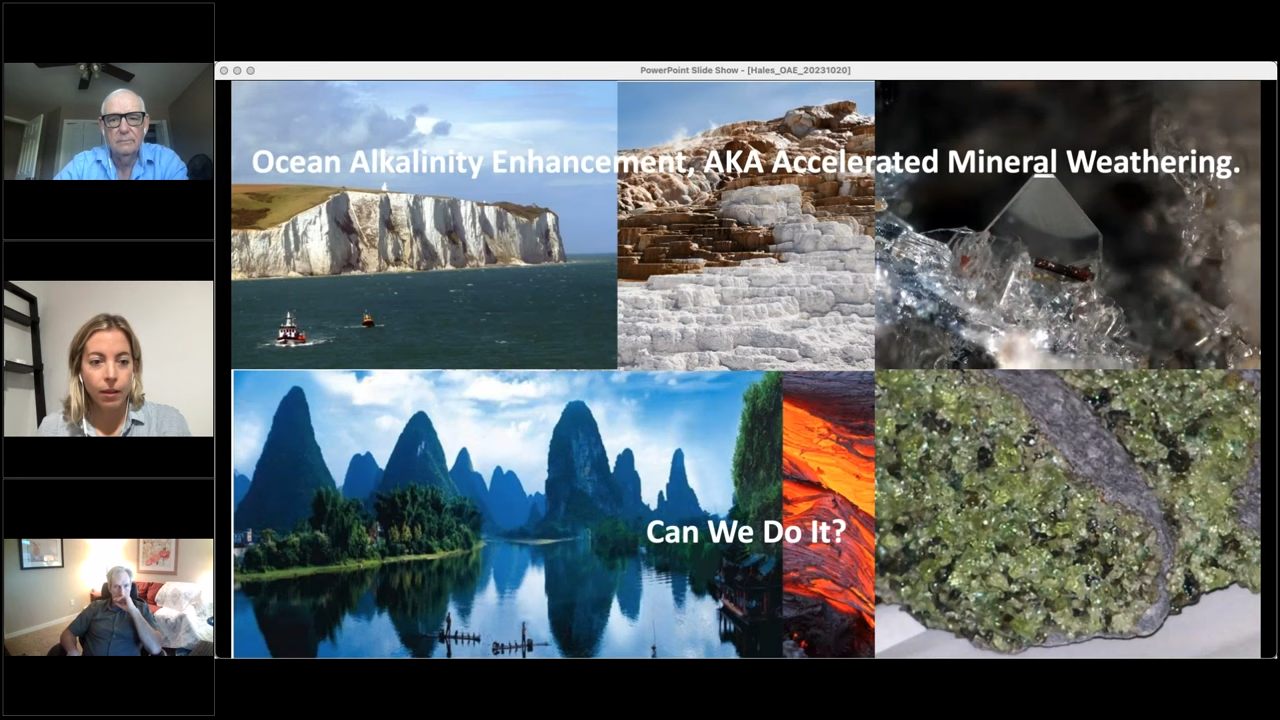 PowerPoint Slide Show - [Hales_OAE_20231020]
Ocean Alkalinity Enhancement, AKA Accelerated Mineral Weathering.
Can We Do It?